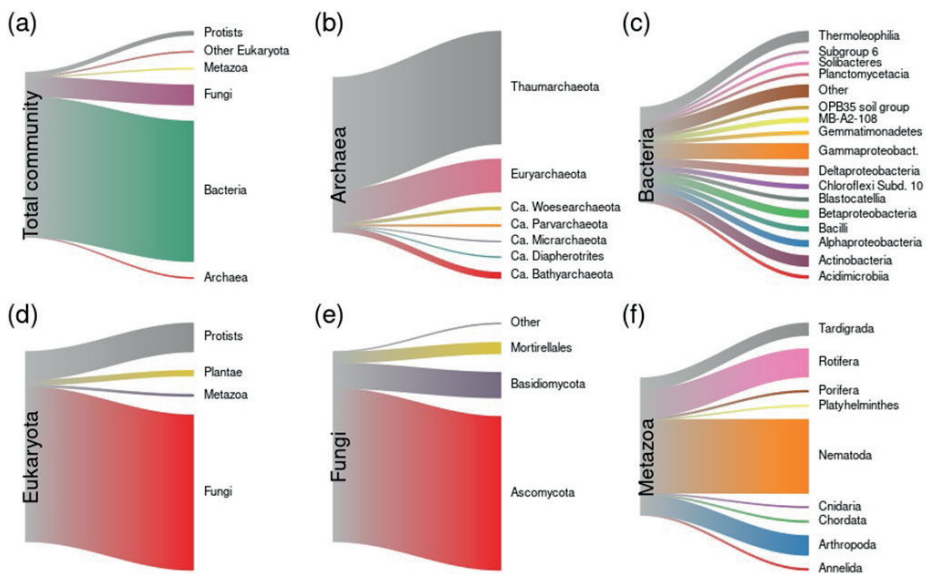 (a)
Total community
Protists
Other Eukaryota
Metazoa
Fungi
Bacteria
Archaea
(b)
Archaea
Thaumarchaeota
Euryarchaeota
Ca. Woesearchaeota
Ca. Parvarchaeota
Ca. Micrarchaeota
Ca. Diapherotrites
Ca. Bathyarchaeota
(c)
Bacteria
Thermoleophilia
Subgroup 6
Solibacteres
Planctomycetacia
Other
OPB35 soil group
MB-A2-108
Gemmatimonadetes
Gammaproteobact.
Deltaproteobacteria
Chloroflexi Subd. 10
Blastocatellia
Betaproteobacteria
Bacilli
Alphaproteobacteria
Actinobacteria
Acidimicrobiia
(d)
Eukaryota
Protists
Plantae
Metazoa
Fungi
(e)
Fungi
Other
Mortirellales
Basidiomycota
Ascomycota
(f)
Metazoa
Tardigrada
Rotifera
Porifera
Platyhelminthes
Nematoda
Cnidaria
Chordata
Arthropoda
Annelida